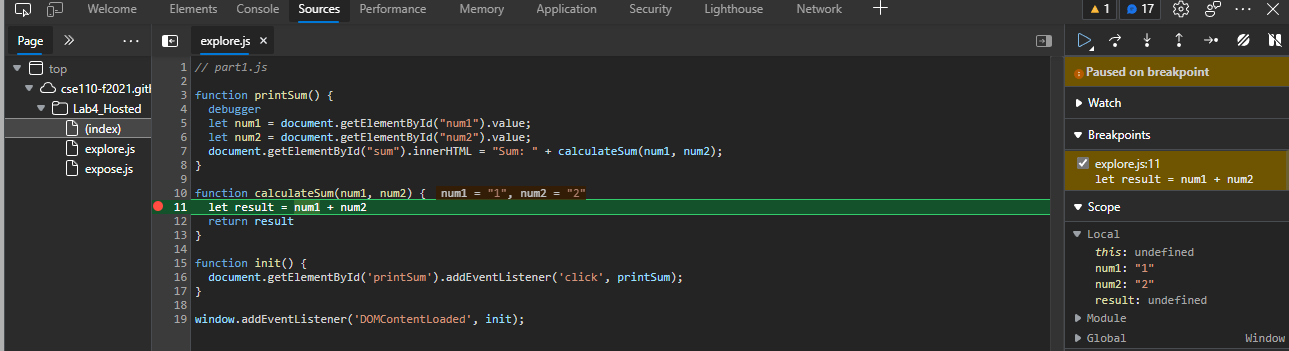 Welcome Elements Console Sources Performance Memory Application Security Lighthouse Network 1 17
Page
explore.js
top
cse110-f2021.gitl
Lab4_Hosted
(index)
explore.js
expose.js
1 // part1.js
2
3 function printSum() {
4 debugger
5 let num1 = document.getElementById("num1").value;
6 let num2 = document.getElementById("num2").value;
7 document.getElementById("sum").innerHTML = "Sum: " + calculateSum(num1, num2);
8 }
9
10 function calculateSum(num1, num2) { num1 = "1", num2 = "2"
11 let result = num1 + num2
12 return result
13 }
14
15 function init() {
16 document.getElementById('printSum').addEventListener('click', printSum);
17 }
18
19 window.addEventListener('DOMContentLoaded', init);
Paused on breakpoint
Watch
Breakpoints
explore.js:11
let result = num1 + num2
Scope
Local
this: undefined
num1: "1"
num2: "2"
result: undefined
Module
Global Window